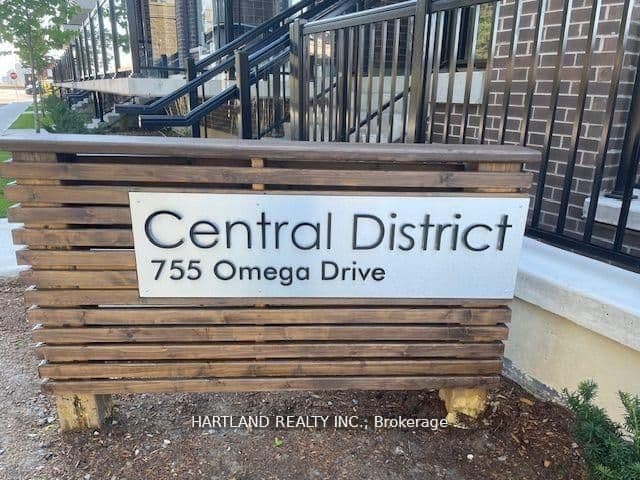 Central District
755 Omega Drive
HARTLAND REALTY INC., Brokerage